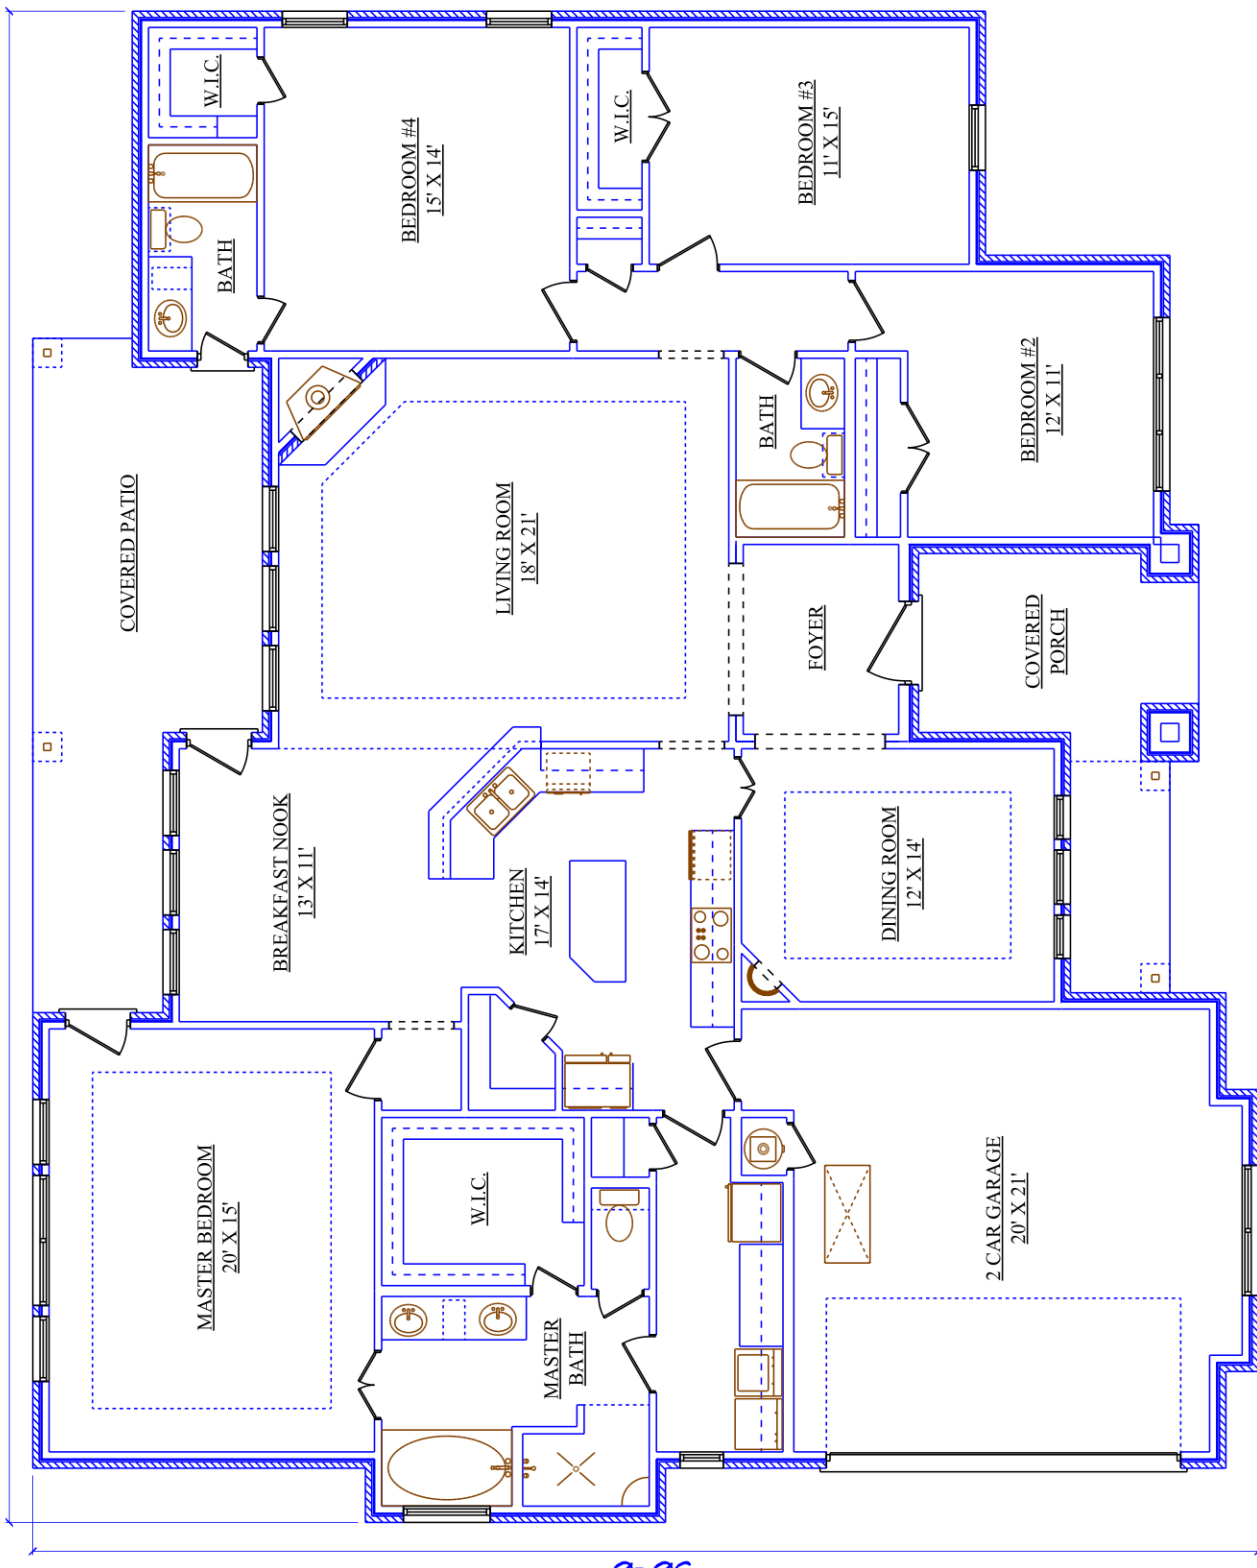 W.I.C.
BEDROOM #4
15' X 14'
W.I.C.
BEDROOM #3
11' X 15'
BATH
COVERED PATIO
LIVING ROOM
18' X 21'
BATH
BEDROOM #2
12' X 11'
FOYER
COVERED
PORCH
BREAKFAST NOOK
13' X 11'
KITCHEN
17' X 14'
DINING ROOM
12' X 14'
MASTER BEDROOM
20' X 15'
W.I.C.
MASTER
BATH
2 CAR GARAGE
20' X 21'